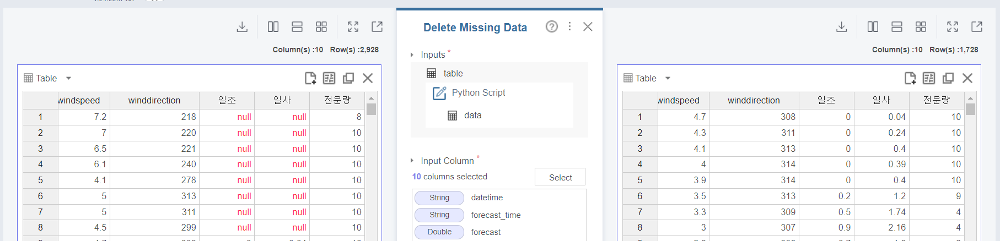 Column(s) :10 Row(s) :2,928
Table
windspeed winddirection 일조 일사 전운량
1 7.2 218 null null 8
2 7 220 null null 10
3 6.5 221 null null 10
4 6.1 240 null null 10
5 4.1 278 null null 10
6 5 313 null null 10
7 5 311 null null 10
8 4.5 299 null null 10
Delete Missing Data
Inputs *
table
Python Script
data
Input Column *
10 columns selected
Select
String datetime
String forecast_time
Double forecast
Column(s) :10 Row(s) :1,728
Table
windspeed winddirection 일조 일사 전운량
1 4.7 308 0 0.04 10
2 4.3 311 0 0.24 10
3 4.1 313 0 0.4 10
4 4 314 0 0.39 10
5 3.9 314 0 0.4 10
6 3.5 313 0.2 1.2 9
7 3.3 309 0.5 1.74 4
8 3 307 0.9 2.16 4